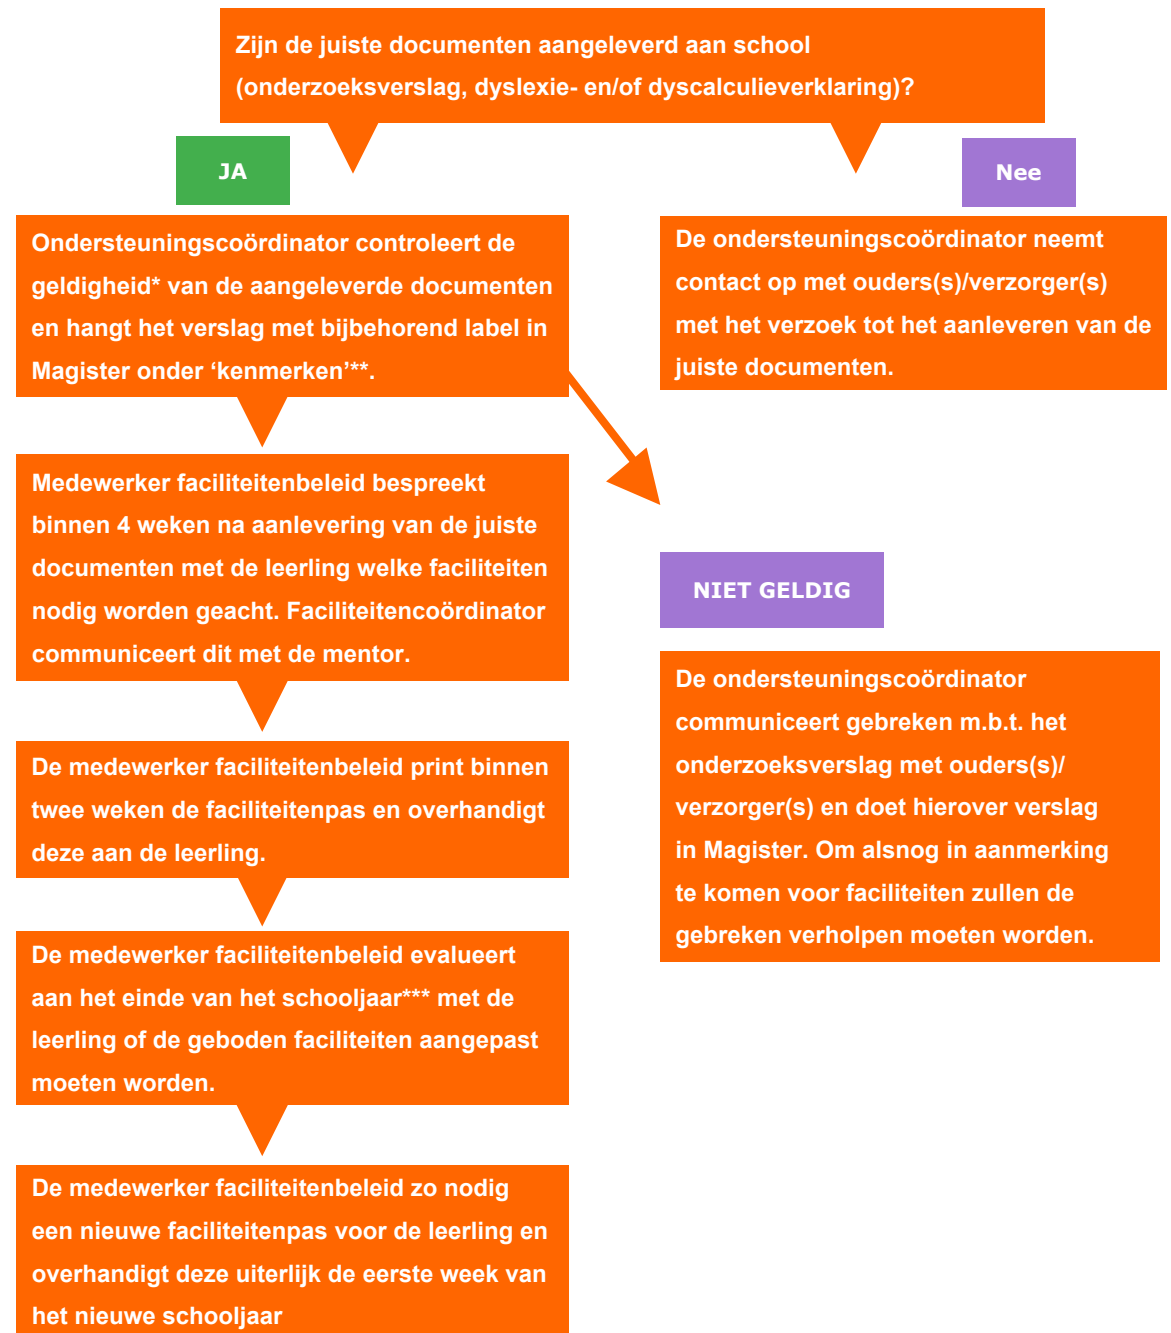 Zijn de juiste documenten aangeleverd aan school
(onderzoeksverslag, dyslexie- en/of dyscalculieverklaring)?
JA
Nee
Ondersteuningscoördinator controleert de
geldigheid* van de aangeleverde documenten
en hangt het verslag met bijbehorend label in
Magister onder ‘kenmerken’**.
De ondersteuningscoördinator neemt
contact op met ouders(s)/verzorger(s)
met het verzoek tot het aanleveren van de
juiste documenten.
Medewerker faciliteitenbeleid bespreekt
binnen 4 weken na aanlevering van de juiste
documenten met de leerling welke faciliteiten
nodig worden geacht. Faciliteitencoördinator
communiceert dit met de mentor.
NIET GELDIG
De ondersteuningscoördinator
communiceert gebreken m.b.t. het
onderzoeksverslag met ouders(s)/
verzorger(s) en doet hierover verslag
in Magister. Om alsnog in aanmerking
te komen voor faciliteiten zullen de
gebreken verholpen moeten worden.
De medewerker faciliteitenbeleid print binnen
twee weken de faciliteitenpas en overhandigt
deze aan de leerling.
De medewerker faciliteitenbeleid evalueert
aan het einde van het schooljaar*** met de
leerling of de geboden faciliteiten aangepast
moeten worden.
De medewerker faciliteitenbeleid zo nodig
een nieuwe faciliteitenpas voor de leerling en
overhandigt deze uiterlijk de eerste week van
het nieuwe schooljaar